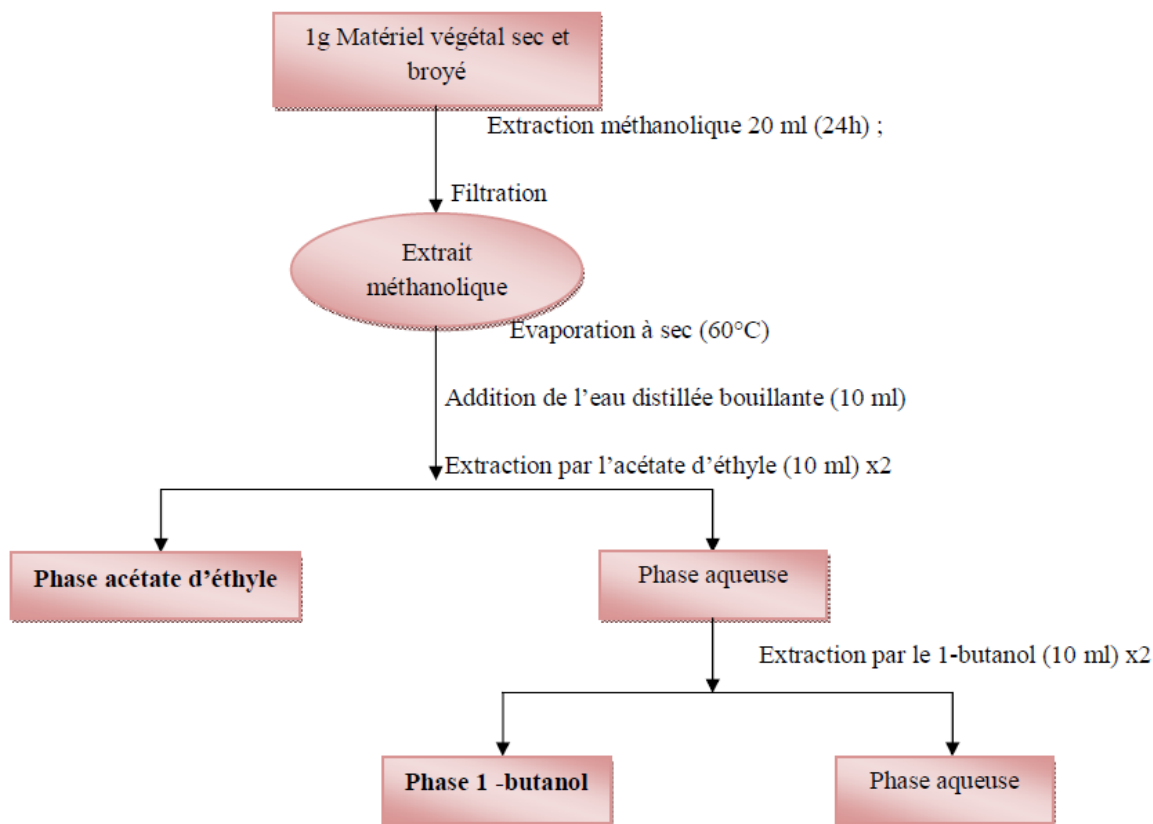 1g Matériel végétal sec et
broyé
Extraction méthanolique 20 ml (24h) ;
Filtration
Extrait
méthanolique
Evaporation à sec (60°C)
Addition de l'eau distillée bouillante (10 ml)
Extraction par l'acétate d'éthyle (10 ml) x2
Phase acétate d'éthyle
Phase aqueuse
Extraction par le 1-butanol (10 ml) x2
Phase 1 -butanol
Phase aqueuse